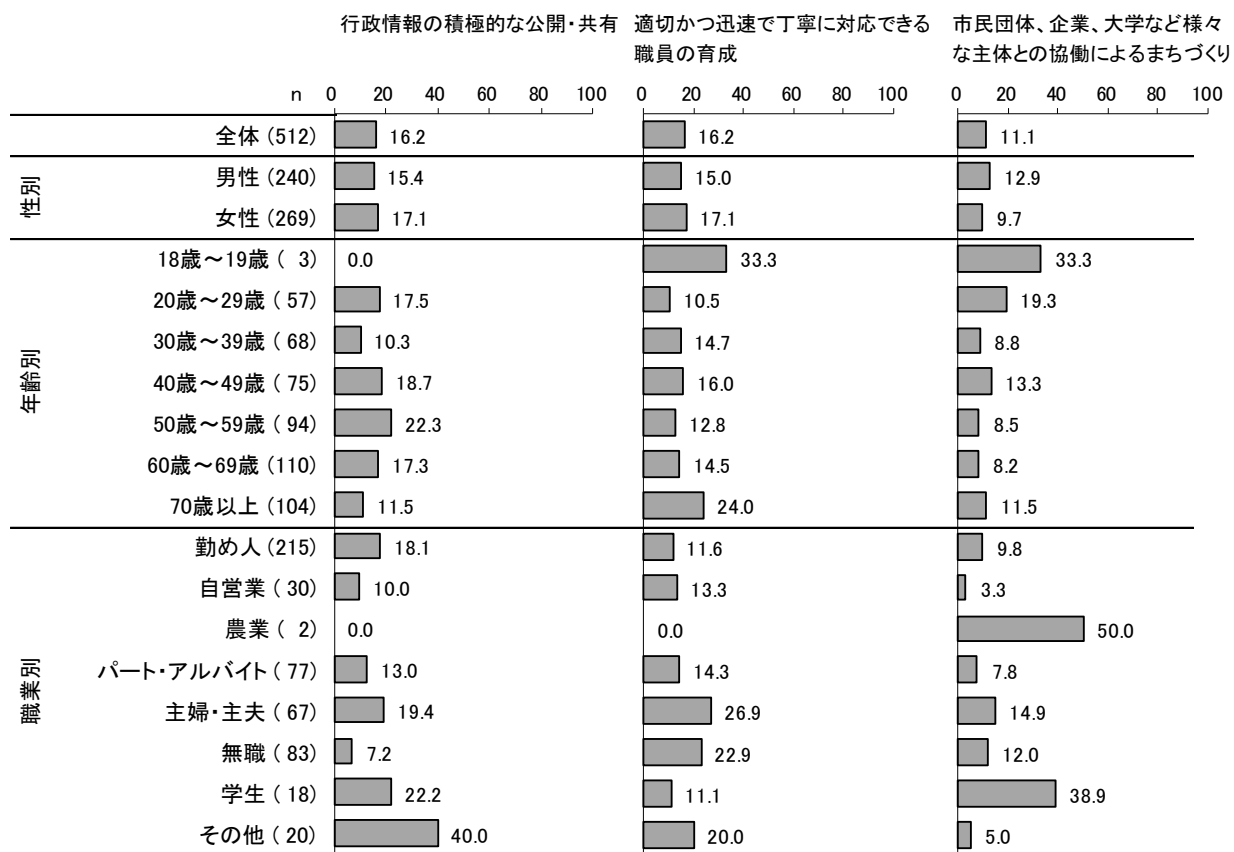 行政情報の積極的な公開・共有 適切かつ迅速で丁寧に対応できる 市民団体、企業、大学など様々
職員の育成 な主体との協働によるまちづくり
n 0 20 40 60 80 100 0 20 40 60 80 100 0 20 40 60 80 100
全体 (512) 16.2 16.2 11.1
性別
男性 (240) 15.4 15.0 12.9
女性 (269) 17.1 17.1 9.7
年齢別
18歳～19歳 ( 3) 0.0 33.3 33.3
20歳～29歳 ( 57) 17.5 10.5 19.3
30歳～39歳 ( 68) 10.3 14.7 8.8
40歳～49歳 ( 75) 18.7 16.0 13.3
50歳～59歳 ( 94) 22.3 12.8 8.5
60歳～69歳 (110) 17.3 14.5 8.2
70歳以上 (104) 11.5 24.0 11.5
職業別
勤め人 (215) 18.1 11.6 9.8
自営業 ( 30) 10.0 13.3 3.3
農業 ( 2) 0.0 0.0 50.0
パート・アルバイト ( 77) 13.0 14.3 7.8
主婦・主夫 ( 67) 19.4 26.9 14.9
無職 ( 83) 7.2 22.9 12.0
学生 ( 18) 22.2 11.1 38.9
その他 ( 20) 40.0 20.0 5.0